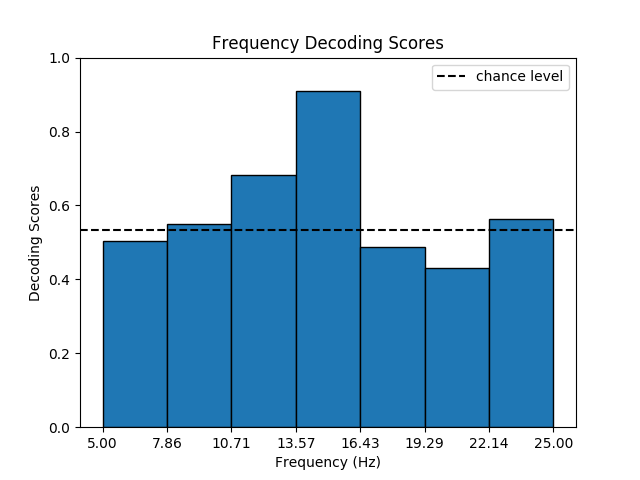 Frequency Decoding Scores
chance level
Decoding Scores
1.0
0.8
0.6
0.4
0.2
0.0
5.00 7.86 10.71 13.57 16.43 19.29 22.14 25.00
Frequency (Hz)